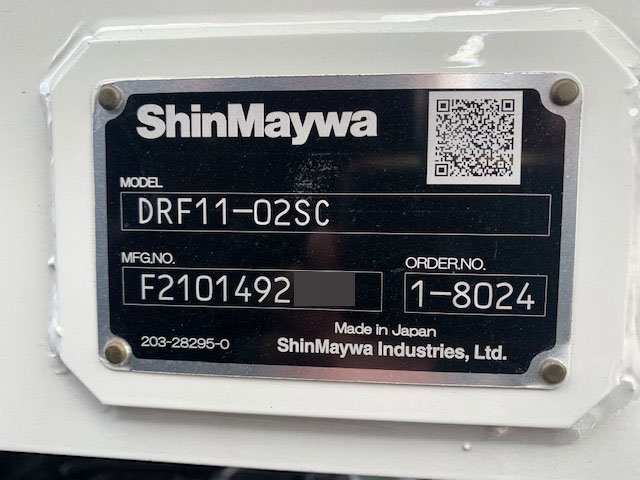 ShinMaywa
MODEL
DRF11-02SC
MFG.NO. ORDER.NO.
F2101492 1-8024
203-28295-0 Made in Japan
ShinMaywa Industries, Ltd.